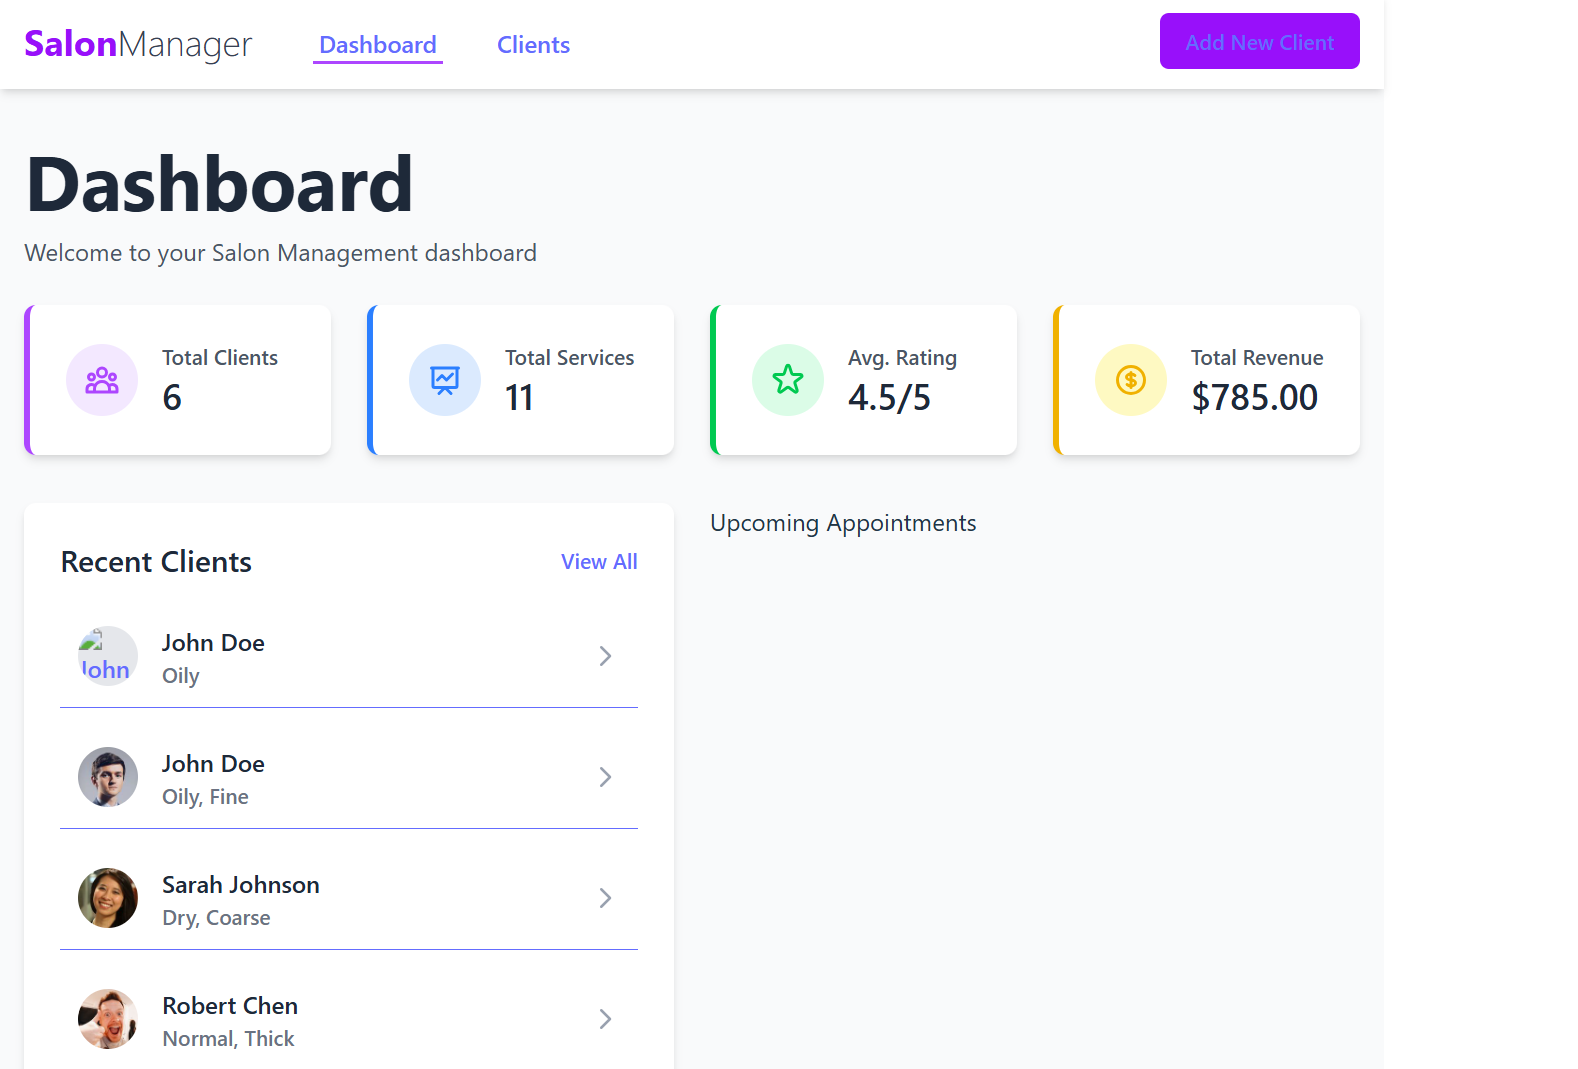 SalonManager
Dashboard
Clients
Add New Client
Dashboard
Welcome to your Salon Management dashboard
Total Clients
6
Total Services
11
Avg. Rating
4.5/5
Total Revenue
$785.00
Recent Clients
View All
John
John Doe
Oily
John Doe
Oily, Fine
Sarah Johnson
Dry, Coarse
Robert Chen
Normal, Thick
Upcoming Appointments